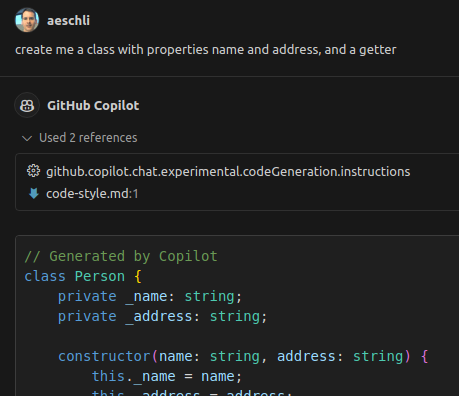 aeschli
create me a class with properties name and address, and a getter
GitHub Copilot
Used 2 references
github.copilot.chat.experimental.codeGeneration.instructions
code-style.md:1
// Generated by Copilot
class Person {
    private _name: string;
    private _address: string;
    constructor(name: string, address: string) {
        this._name = name;
        this._address = address;